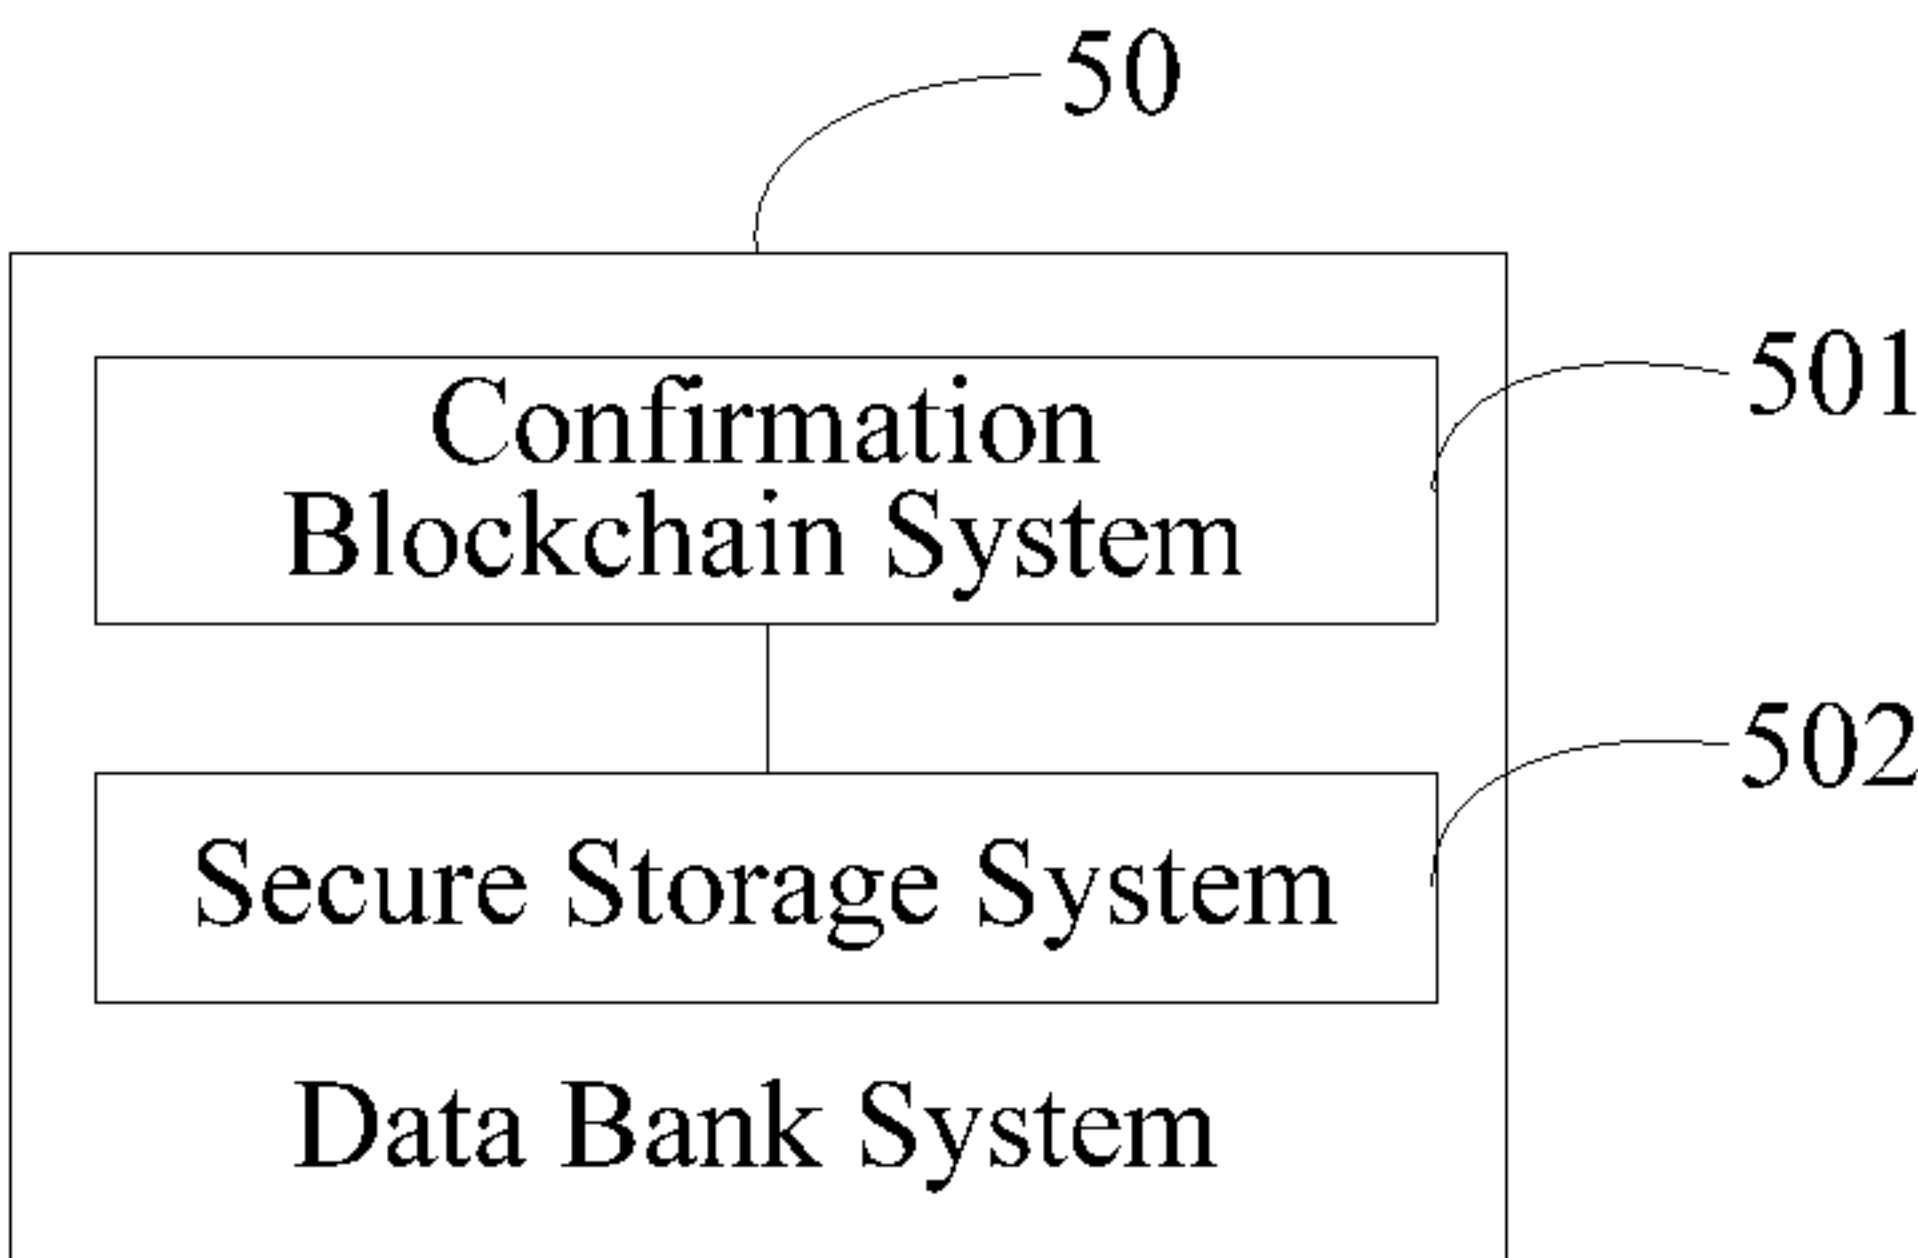 50
501
Confirmation
Blockchain System
502
Secure Storage System
Data Bank System